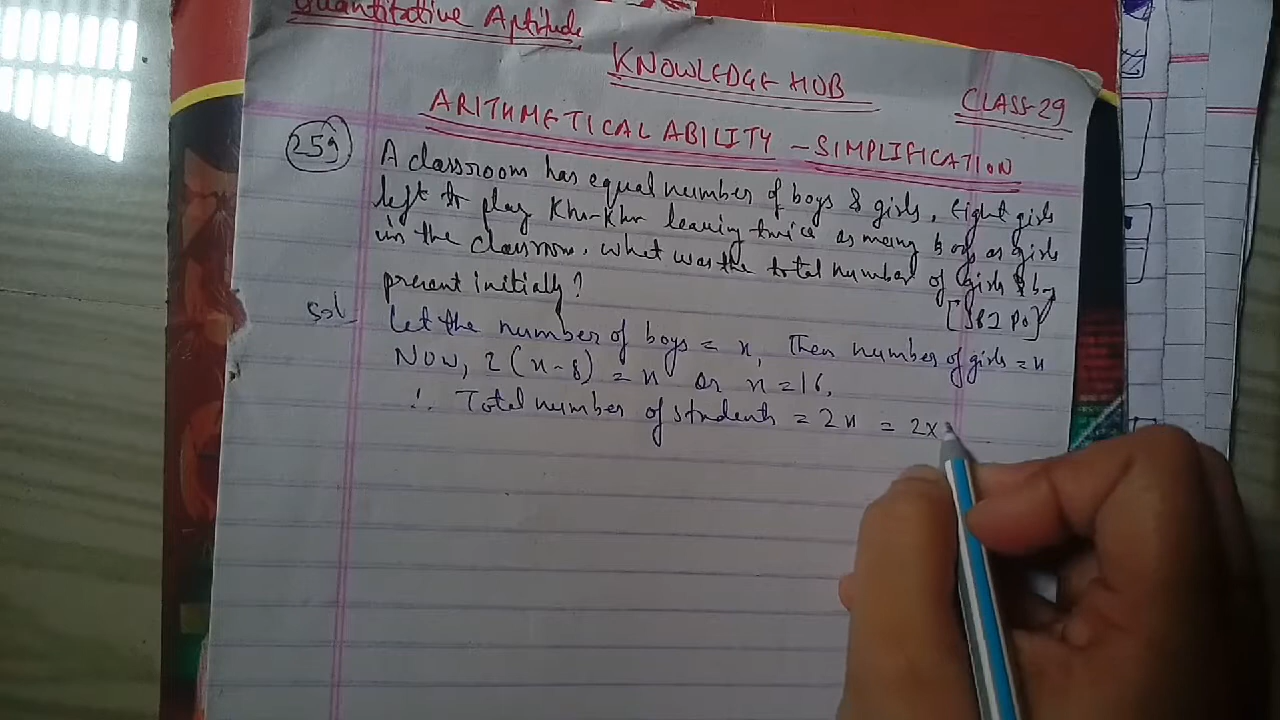 Quantitative Aptitude
KNOWLEDGE HUB
CLASS-29
ARITHMETICAL ABILITY - SIMPLIFICATION
259) A classroom has equal number of boys & girls, Eight girls
left to play Kho-Kho leaving twice as many boys as girls
in the classroom. What was the total number of girls & boy
present initially?
[SBI PO]
Sol. Let the number of boys = x, Then number of girls = x
Now, 2(x-8) = x or x = 16.
∴ Total number of students = 2x = 2x